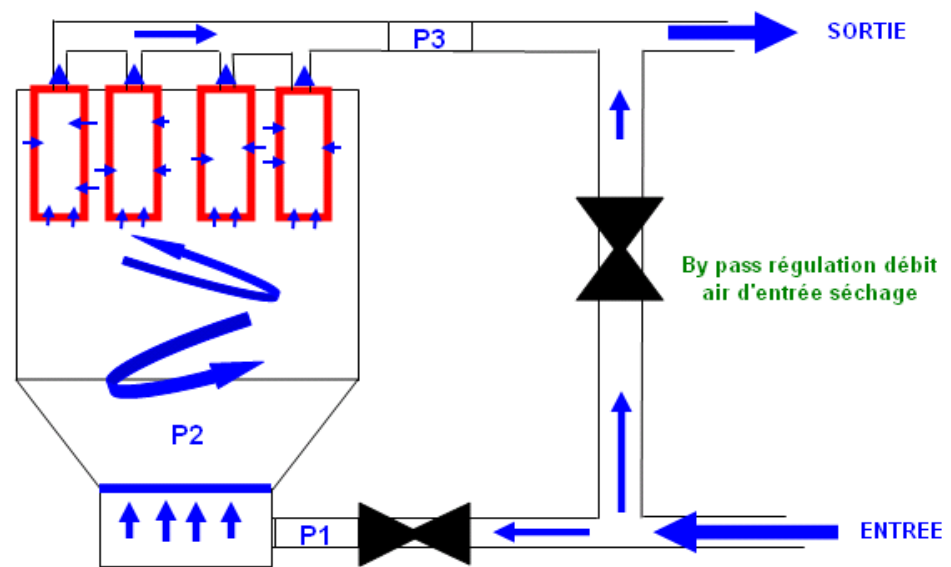 P3
SORTIE
By pass régulation débit
air d'entrée séchage
P2
P1
ENTREE